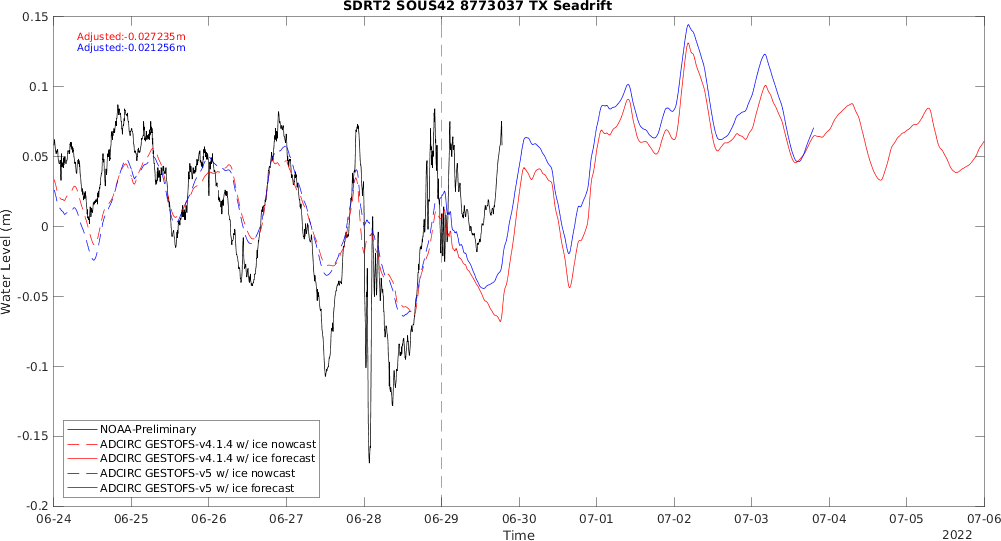 SDRT2 SOUS42 8773037 TX Seadrift
Adjusted:-0.027235m
Adjusted:-0.021256m
0.15
0.1
0.05
0
-0.05
-0.1
-0.15
-0.2
Water Level (m)
NOAA-Preliminary
ADCIRC GESTOFS-v4.1.4 w/ ice nowcast
ADCIRC GESTOFS-v4.1.4 w/ ice forecast
ADCIRC GESTOFS-v5 w/ ice nowcast
ADCIRC GESTOFS-v5 w/ ice forecast
06-24 06-25 06-26 06-27 06-28 06-29 06-30 07-01 07-02 07-03 07-04 07-05 07-06
Time
2022